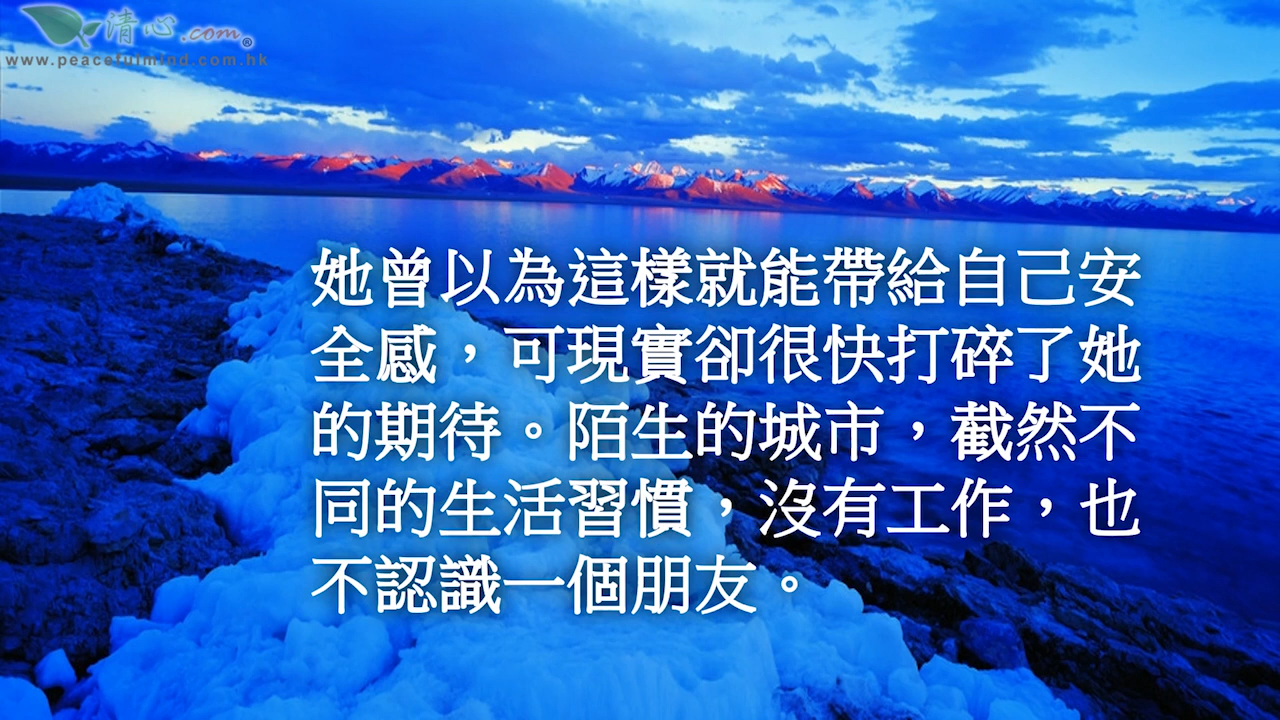 清心.com®
www.peacefulmind.com.hk
她曾以為這樣就能帶給自己安
全感，可現實卻很快打碎了她
的期待。陌生的城市，截然不
同的生活習慣，沒有工作，也
不認識一個朋友。